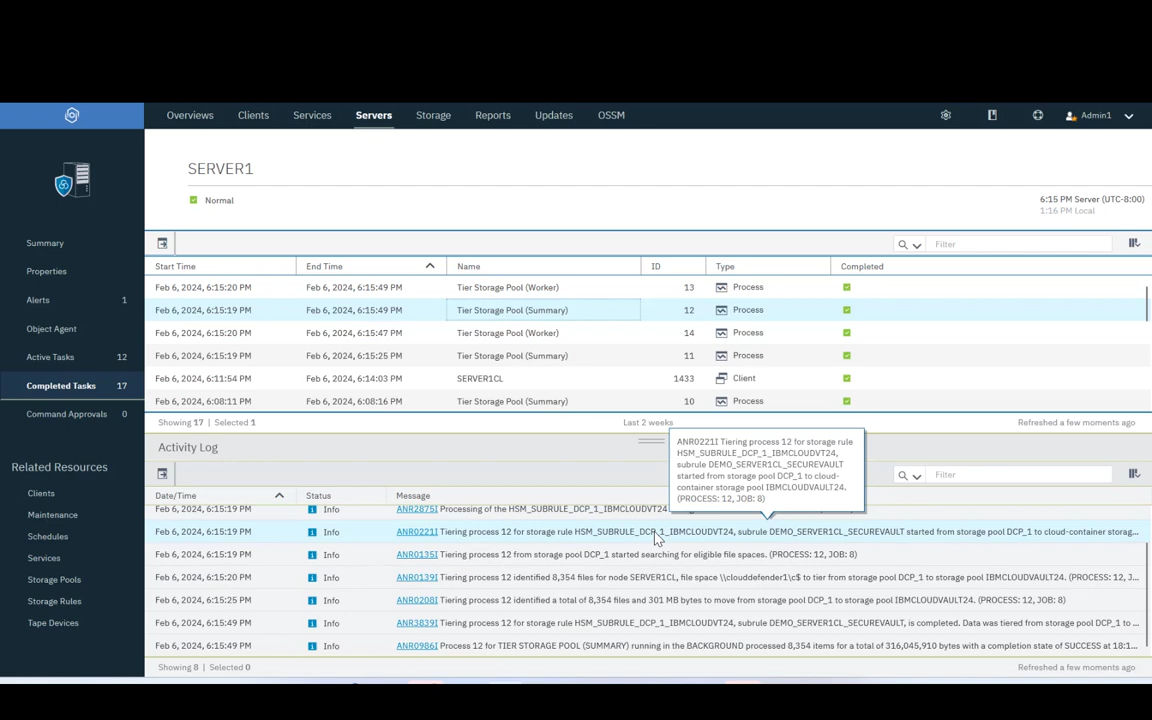 Overviews Clients Services Servers Storage Reports Updates OSSM Admin1
SERVER1
Normal
6:15 PM Server (UTC-8:00)
1:16 PM Local
Summary
Properties
Alerts 1
Object Agent
Active Tasks 12
Completed Tasks 17
Command Approvals 0
Related Resources
Clients
Maintenance
Schedules
Services
Storage Pools
Storage Rules
Tape Devices
Filter
Start Time End Time Name ID Type Completed
Feb 6, 2024, 6:15:20 PM Feb 6, 2024, 6:15:49 PM Tier Storage Pool (Worker) 13 Process
Feb 6, 2024, 6:15:19 PM Feb 6, 2024, 6:15:49 PM Tier Storage Pool (Summary) 12 Process
Feb 6, 2024, 6:15:20 PM Feb 6, 2024, 6:15:47 PM Tier Storage Pool (Worker) 14 Process
Feb 6, 2024, 6:15:19 PM Feb 6, 2024, 6:15:25 PM Tier Storage Pool (Summary) 11 Process
Feb 6, 2024, 6:11:54 PM Feb 6, 2024, 6:14:03 PM SERVER1CL 1433 Client
Feb 6, 2024, 6:08:11 PM Feb 6, 2024, 6:08:16 PM Tier Storage Pool (Summary) 10 Process
Showing 17 | Selected 1 Last 2 weeks Refreshed a few moments ago
Activity Log
ANR0221I Tiering process 12 for storage rule
HSM_SUBRULE_DCP_1_IBMCLOUDVT24,
subrule DEMO_SERVER1CL_SECUREVAULT
started from storage pool DCP_1 to cloud-
container storage pool IBMCLOUDVAULT24.
(PROCESS: 12, JOB: 8)
Filter
Date/Time Status Message
Feb 6, 2024, 6:15:19 PM Info ANR2875I Processing of the HSM_SUBRULE_DCP_1_IBMCLOUDVT24
Feb 6, 2024, 6:15:19 PM Info ANR0221I Tiering process 12 for storage rule HSM_SUBRULE_DCP_1_IBMCLOUDVT24, subrule DEMO_SERVER1CL_SECUREVAULT started from storage pool DCP_1 to cloud-container storag...
Feb 6, 2024, 6:15:19 PM Info ANR0135I Tiering process 12 from storage pool DCP_1 started searching for eligible file spaces. (PROCESS: 12, JOB: 8)
Feb 6, 2024, 6:15:25 PM Info ANR0139I Tiering process 12 identified 8,354 files for node SERVER1CL, file space \\clouddefender1\c$ to tier from storage pool DCP_1 to storage pool IBMCLOUDVAULT24. (PROCESS: 12, J...
Feb 6, 2024, 6:15:25 PM Info ANR0208I Tiering process 12 identified a total of 8,354 files and 301 MB bytes to move from storage pool DCP_1 to storage pool IBMCLOUDVAULT24. (PROCESS: 12, JOB: 8)
Feb 6, 2024, 6:15:49 PM Info ANR3839I Tiering process 12 for storage rule HSM_SUBRULE_DCP_1_IBMCLOUDVT24, subrule DEMO_SERVER1CL_SECUREVAULT, is completed. Data was tiered from storage pool DCP_1 to ...
Feb 6, 2024, 6:15:49 PM Info ANR0986I Process 12 for TIER STORAGE POOL (SUMMARY) running in the BACKGROUND processed 8,354 items for a total of 316,045,910 bytes with a completion state of SUCCESS at 18:1...
Showing 8 | Selected 0 Refreshed a few moments ago